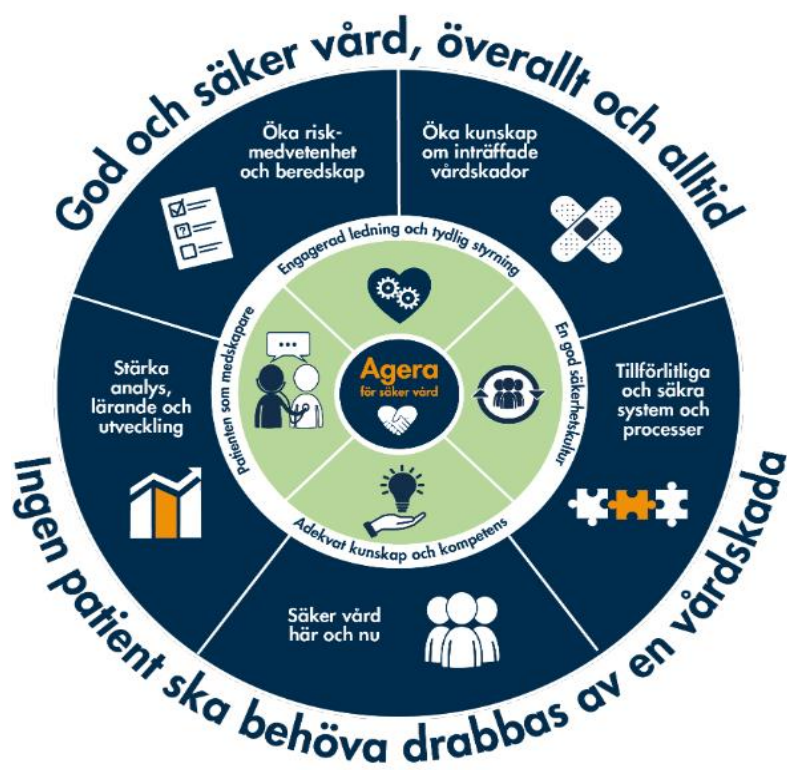 God och säker vård, överallt och alltid
Öka risk-
medvetenhet
och beredskap
Öka kunskap
om inträffade
vårdskador
Engagerad ledning och tydlig styrning
Stärka
analys,
lärande och
utveckling
Patienten som medskapare
?
Agera
för säker vård
En god säkerhetskultur
Tillförlitliga
och säkra
system och
processer
Adekvat kunskap och kompetens
Säker vård
här och nu
Ingen patient ska behöva drabbas av en vårdskada